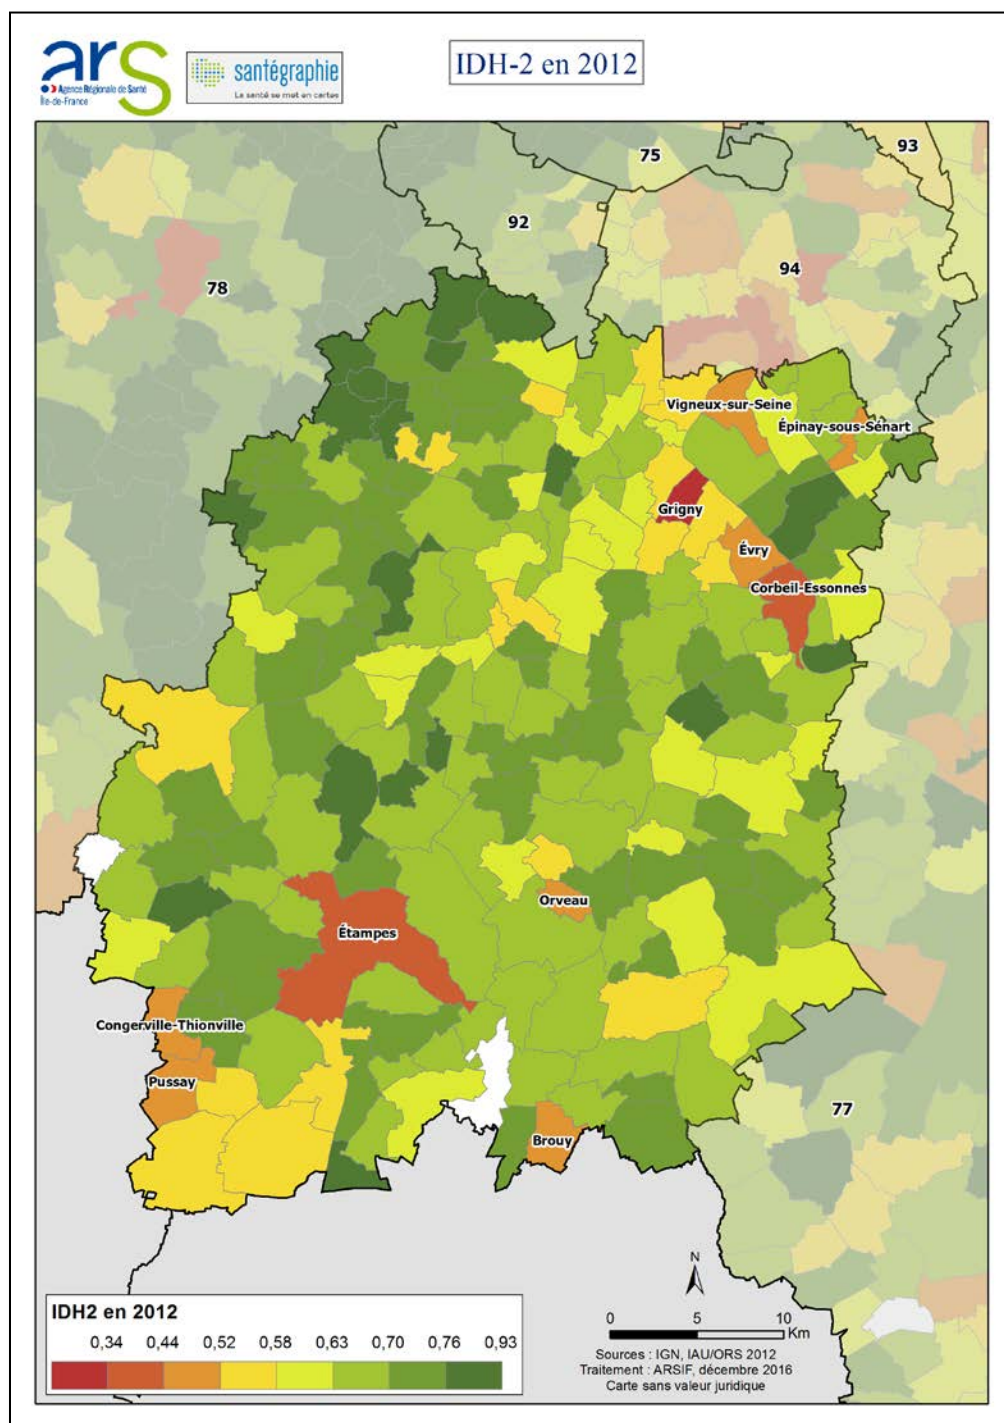 ars
Agence Régionale de Santé
Île-de-France
santégraphie
La santé se met en cartes
IDH-2 en 2012
75
93
92
94
78
Vigneux-sur-Seine
Épinay-sous-Sénart
Grigny
Évry
Corbeil-Essonnes
Orveau
Étampes
Congerville-Thionville
Pussay
77
Brouy
N
IDH2 en 2012
0,34 0,44 0,52 0,58 0,63 0,70 0,76 0,93
0 5 10
Km
Sources : IGN, IAU/ORS 2012
Traitement : ARSIF, décembre 2016
Carte sans valeur juridique